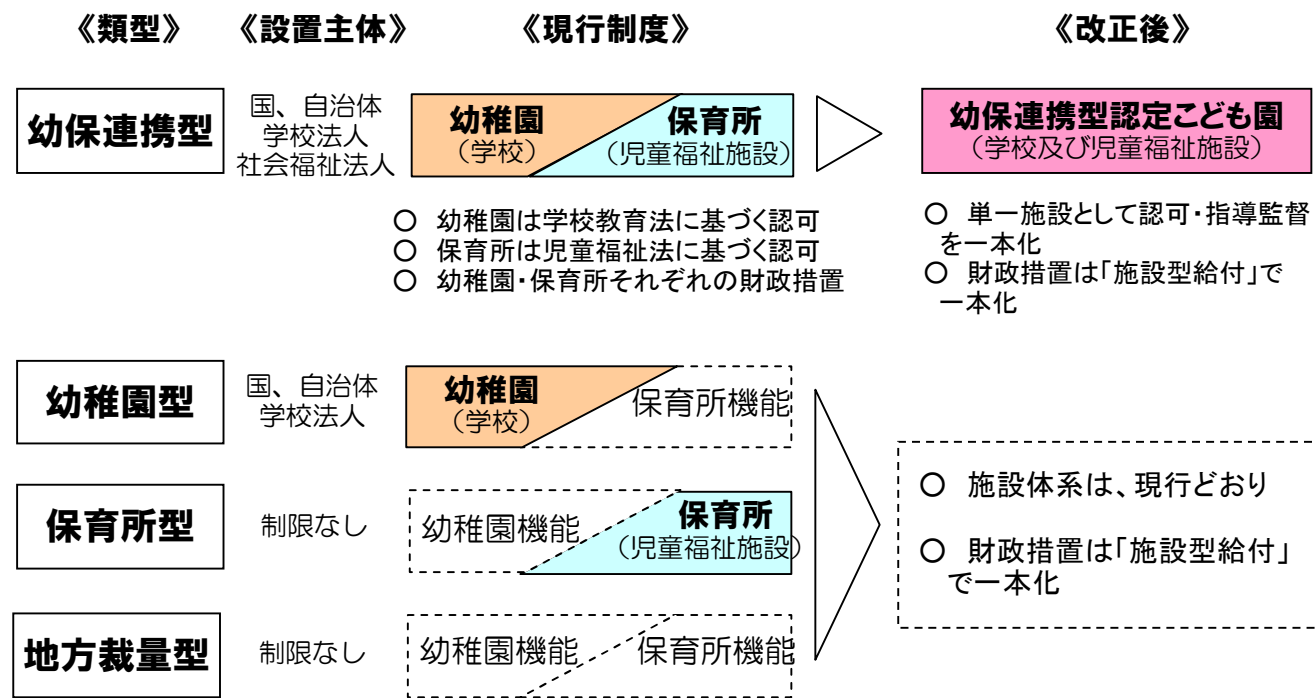 《類型》 《設置主体》 《現行制度》 《改正後》
幼保連携型
国、自治体
学校法人
社会福祉法人
幼稚園
(学校)
保育所
(児童福祉施設)
幼保連携型認定こども園
(学校及び児童福祉施設)
○ 幼稚園は学校教育法に基づく認可
○ 保育所は児童福祉法に基づく認可
○ 幼稚園・保育所それぞれの財政措置
○ 単一施設として認可・指導監督
を一本化
○ 財政措置は「施設型給付」で
一本化
幼稚園型
国、自治体
学校法人
幼稚園
(学校)
保育所機能
保育所型
制限なし
幼稚園機能
保育所
(児童福祉施設)
地方裁量型
制限なし
幼稚園機能
保育所機能
○ 施設体系は、現行どおり
○ 財政措置は「施設型給付」
で一本化